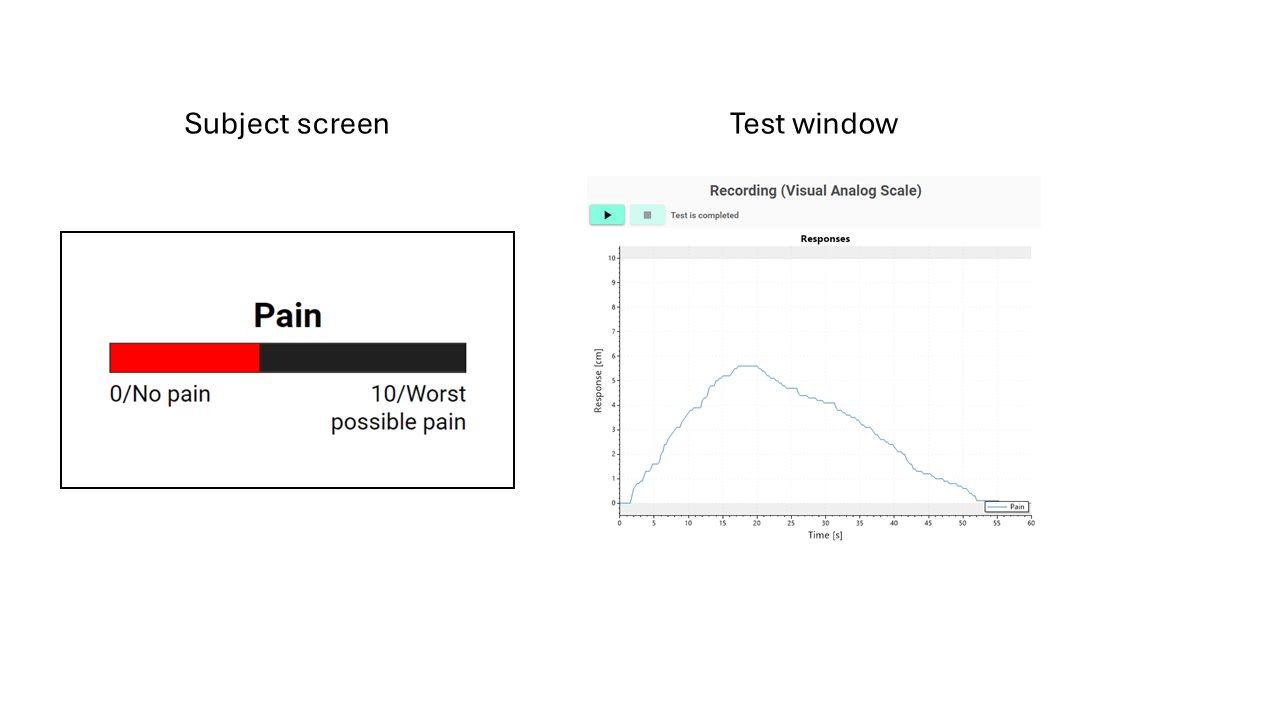 Subject screen
Test window
Pain
0/No pain
10/Worst
possible pain
Recording (Visual Analog Scale)
Test is completed
Responses
Response [cm]
10
9
8
7
6
5
4
3
2
1
0
0 5 10 15 20 25 30 35 40 45 50 55 60
Time [s]
Pain